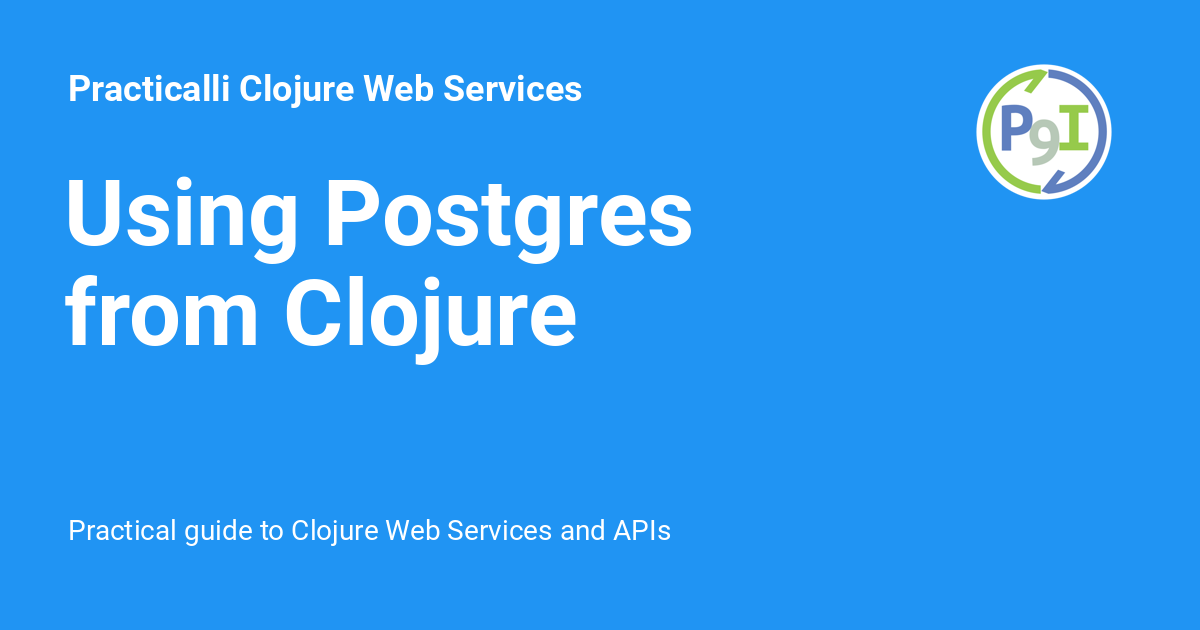 Practicalli Clojure Web Services
P9I
Using Postgres
from Clojure
Practical guide to Clojure Web Services and APIs